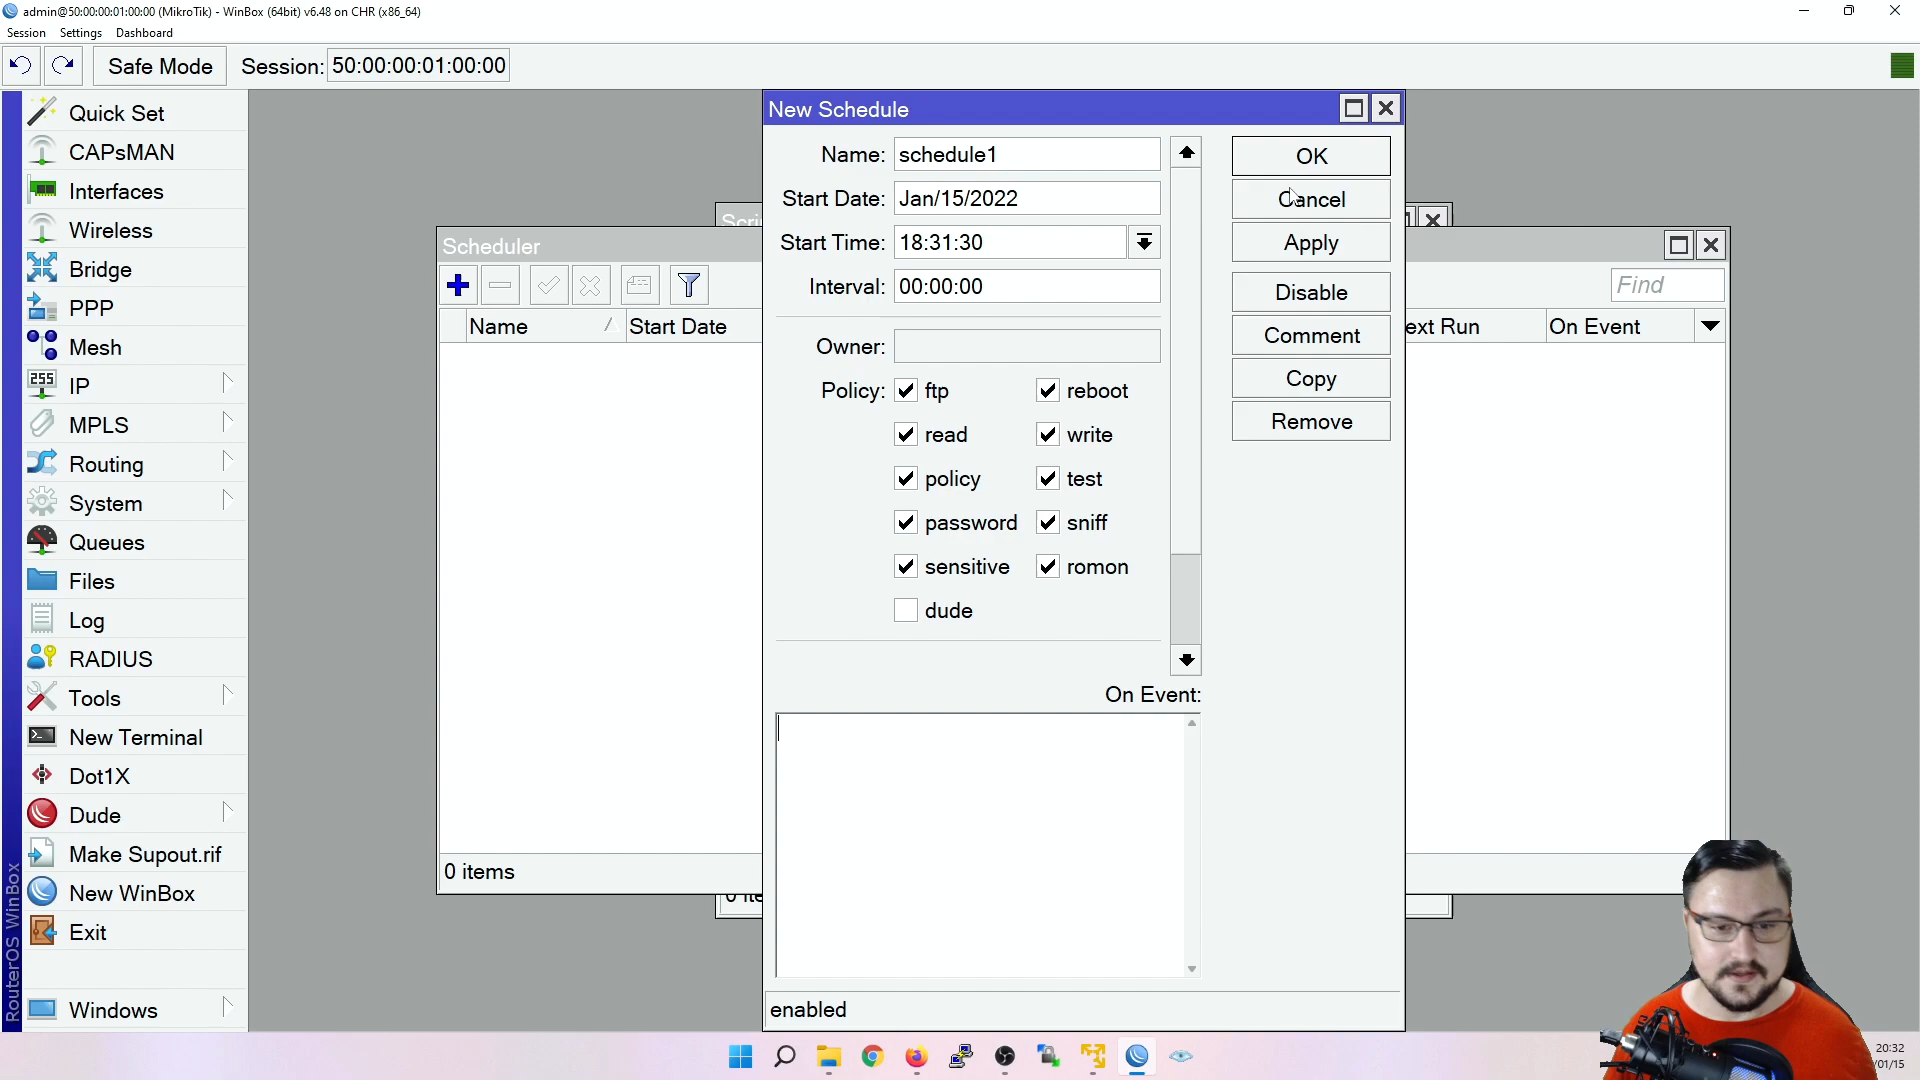 admin@50:00:00:01:00:00 (MikroTik) - WinBox (64bit) v6.48 on CHR (x86_64)
Session Settings Dashboard
Safe Mode Session: 50:00:00:01:00:00
Quick Set
CAPsMAN
Interfaces
Wireless
Bridge
PPP
Mesh
255 IP
MPLS
Routing
System
Queues
Files
Log
RADIUS
Tools
New Terminal
Dot1X
Dude
Make Supout.rif
New WinBox
Exit
Windows
RouterOS WinBox
Scri
Scheduler
Find
Name Start Date
ext Run On Event
0 items
New Schedule
Name: schedule1
Start Date: Jan/15/2022
Start Time: 18:31:30
Interval: 00:00:00
Owner:
Policy: ftp reboot
read write
policy test
password sniff
sensitive romon
dude
On Event:
enabled
OK
Cancel
Apply
Disable
Comment
Copy
Remove
20:32
/01/15